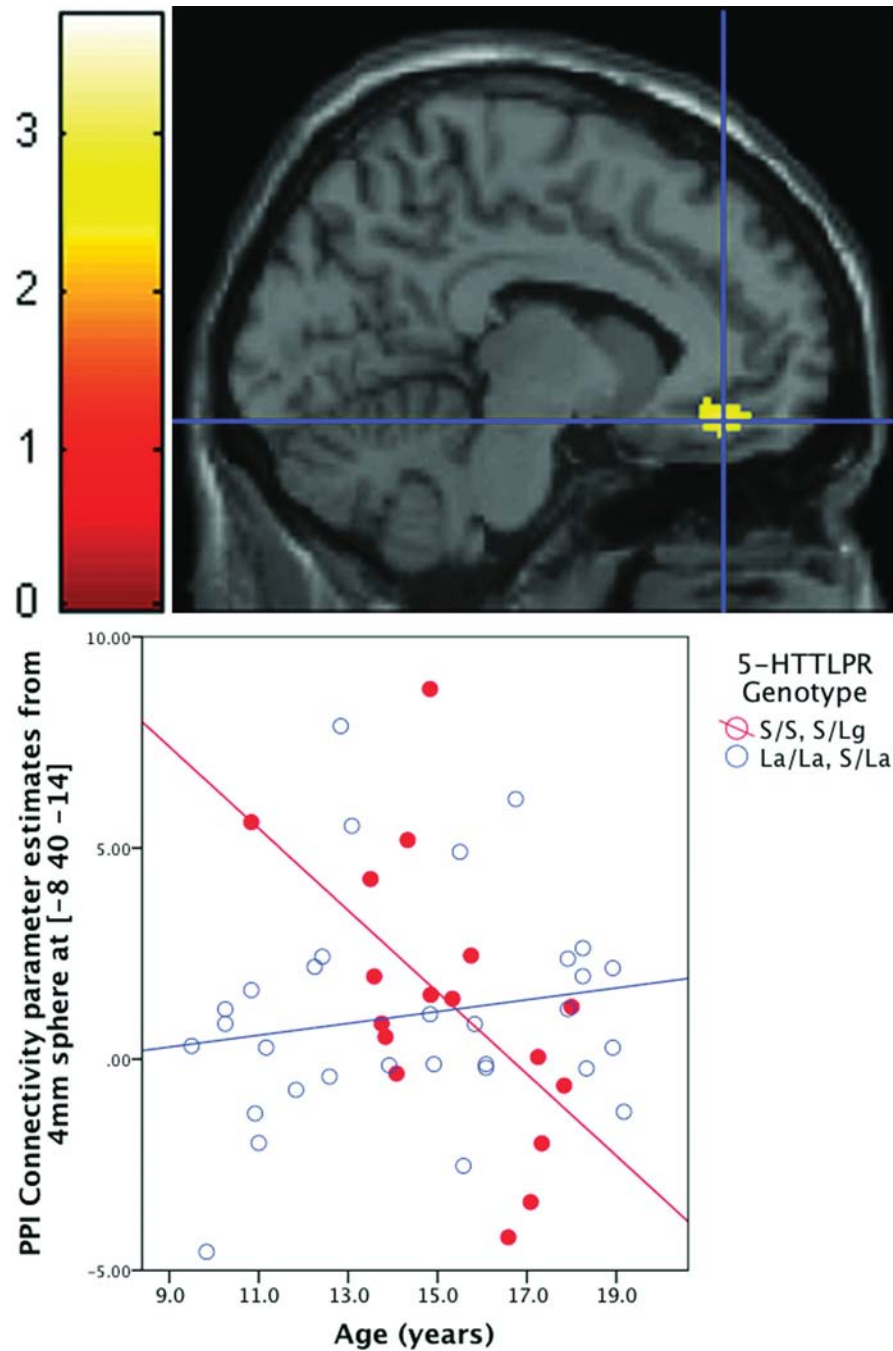 3
2
1
0
10.00
5.00
.00
-5.00
PPI Connectivity parameter estimates from
4mm sphere at [-8 40 -14]
9.0 11.0 13.0 15.0 17.0 19.0
Age (years)
5-HTTLPR
Genotype
S/S, S/Lg
La/La, S/La